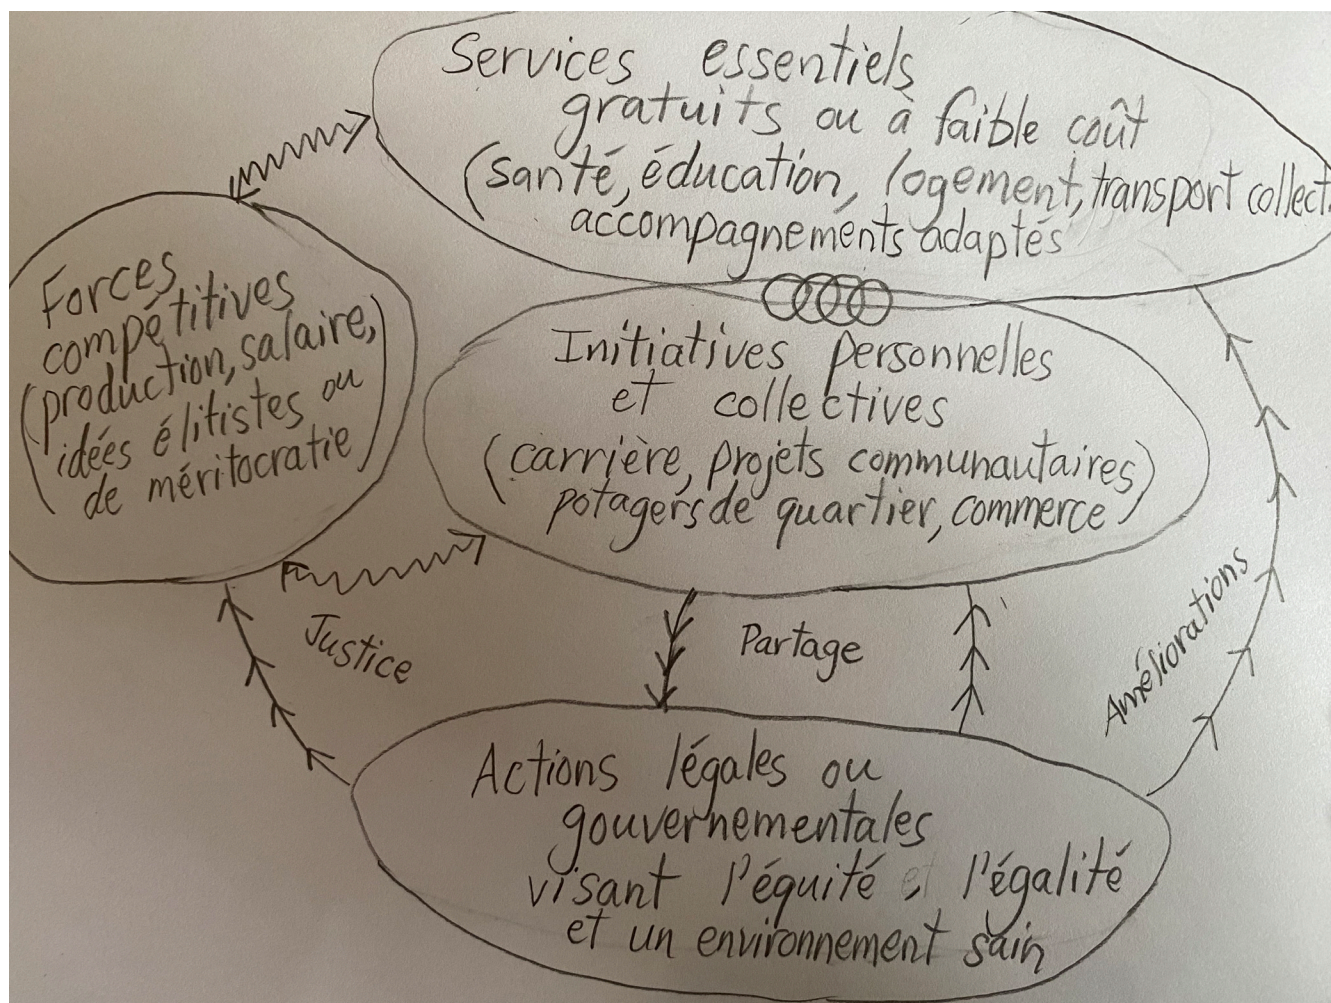 Services essentiels
gratuits ou à faible coût
(santé, éducation, logement, transport collect
accompagnements adaptés
Forces
compétitives
(production, salaire,
idées élitistes ou
de méritocratie)
Initiatives personnelles
et collectives
(carrière, projets communautaires)
potagers de quartier, commerce
Justice
Partage
Améliorations
Actions légales ou
gouvernementales
visant l'équité, l'égalité
et un environnement sain